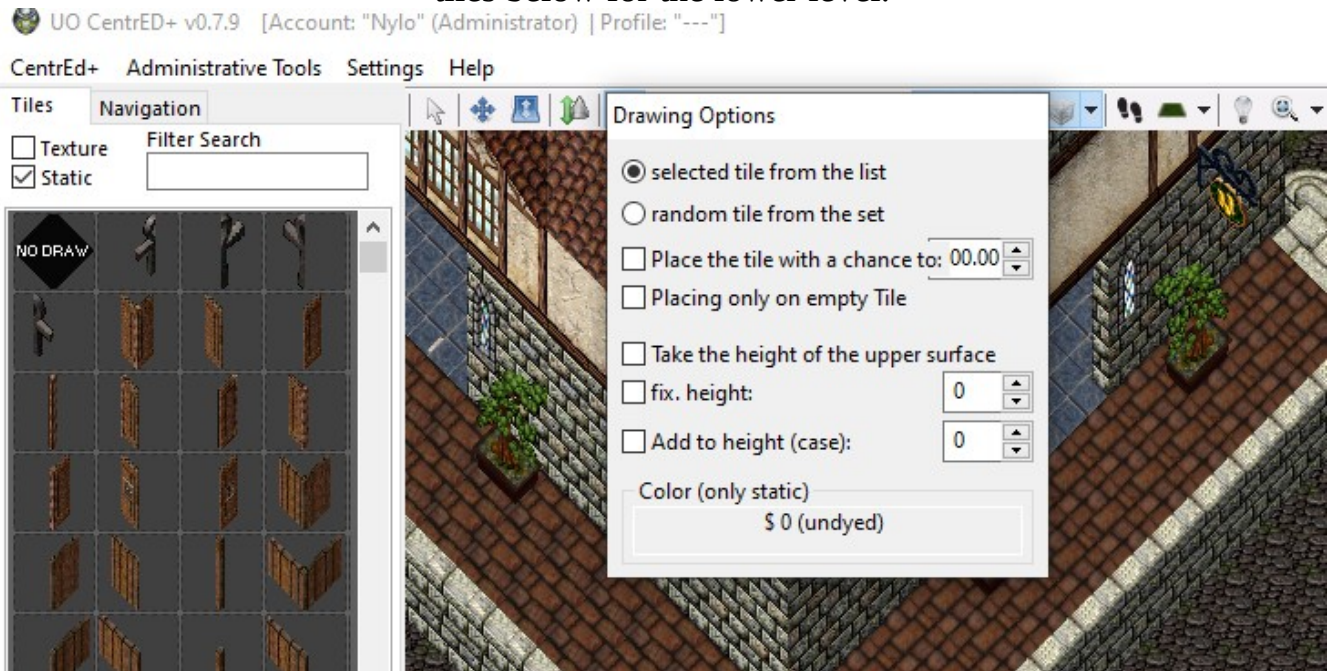 UO CentrED+ v0.7.9 [Account: "Nylo" (Administrator) | Profile: "---"]
CentrEd+ Administrative Tools Settings Help
Tiles Navigation
Drawing Options
Texture
Filter Search
Static
selected tile from the list
random tile from the set
NO DRAW
Place the tile with a chance to: 00.00
Placing only on empty Tile
Take the height of the upper surface
fix. height: 0
Add to height (case): 0
Color (only static)
$ 0 (undyed)